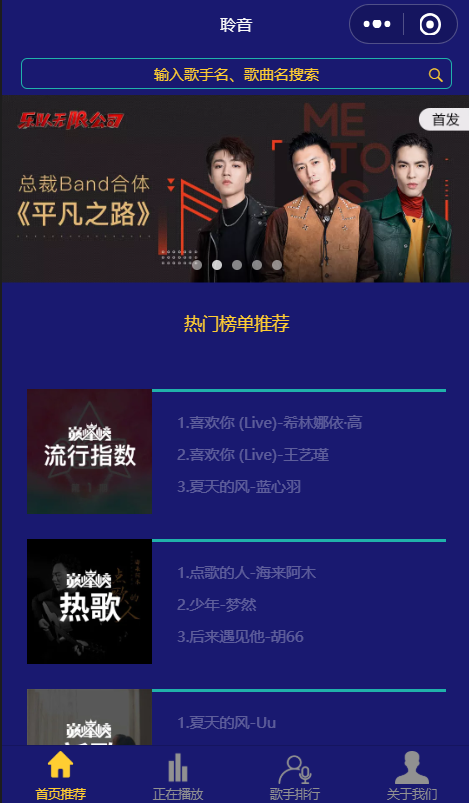 聆音
输入歌手名、歌曲名搜索
乐队无限公司
首发
ME
TO
总裁Band合体
《平凡之路》
热门榜单推荐
巅峰榜
流行指数
1.喜欢你 (Live)-希林娜依·高
2.喜欢你 (Live)-王艺瑾
3.夏天的风-蓝心羽
巅峰榜
热歌
点歌的人
1.点歌的人-海来阿木
2.少年-梦然
3.后来遇见他-胡66
巅峰榜
1.夏天的风-Uu
首页推荐
正在播放
歌手排行
关于我们